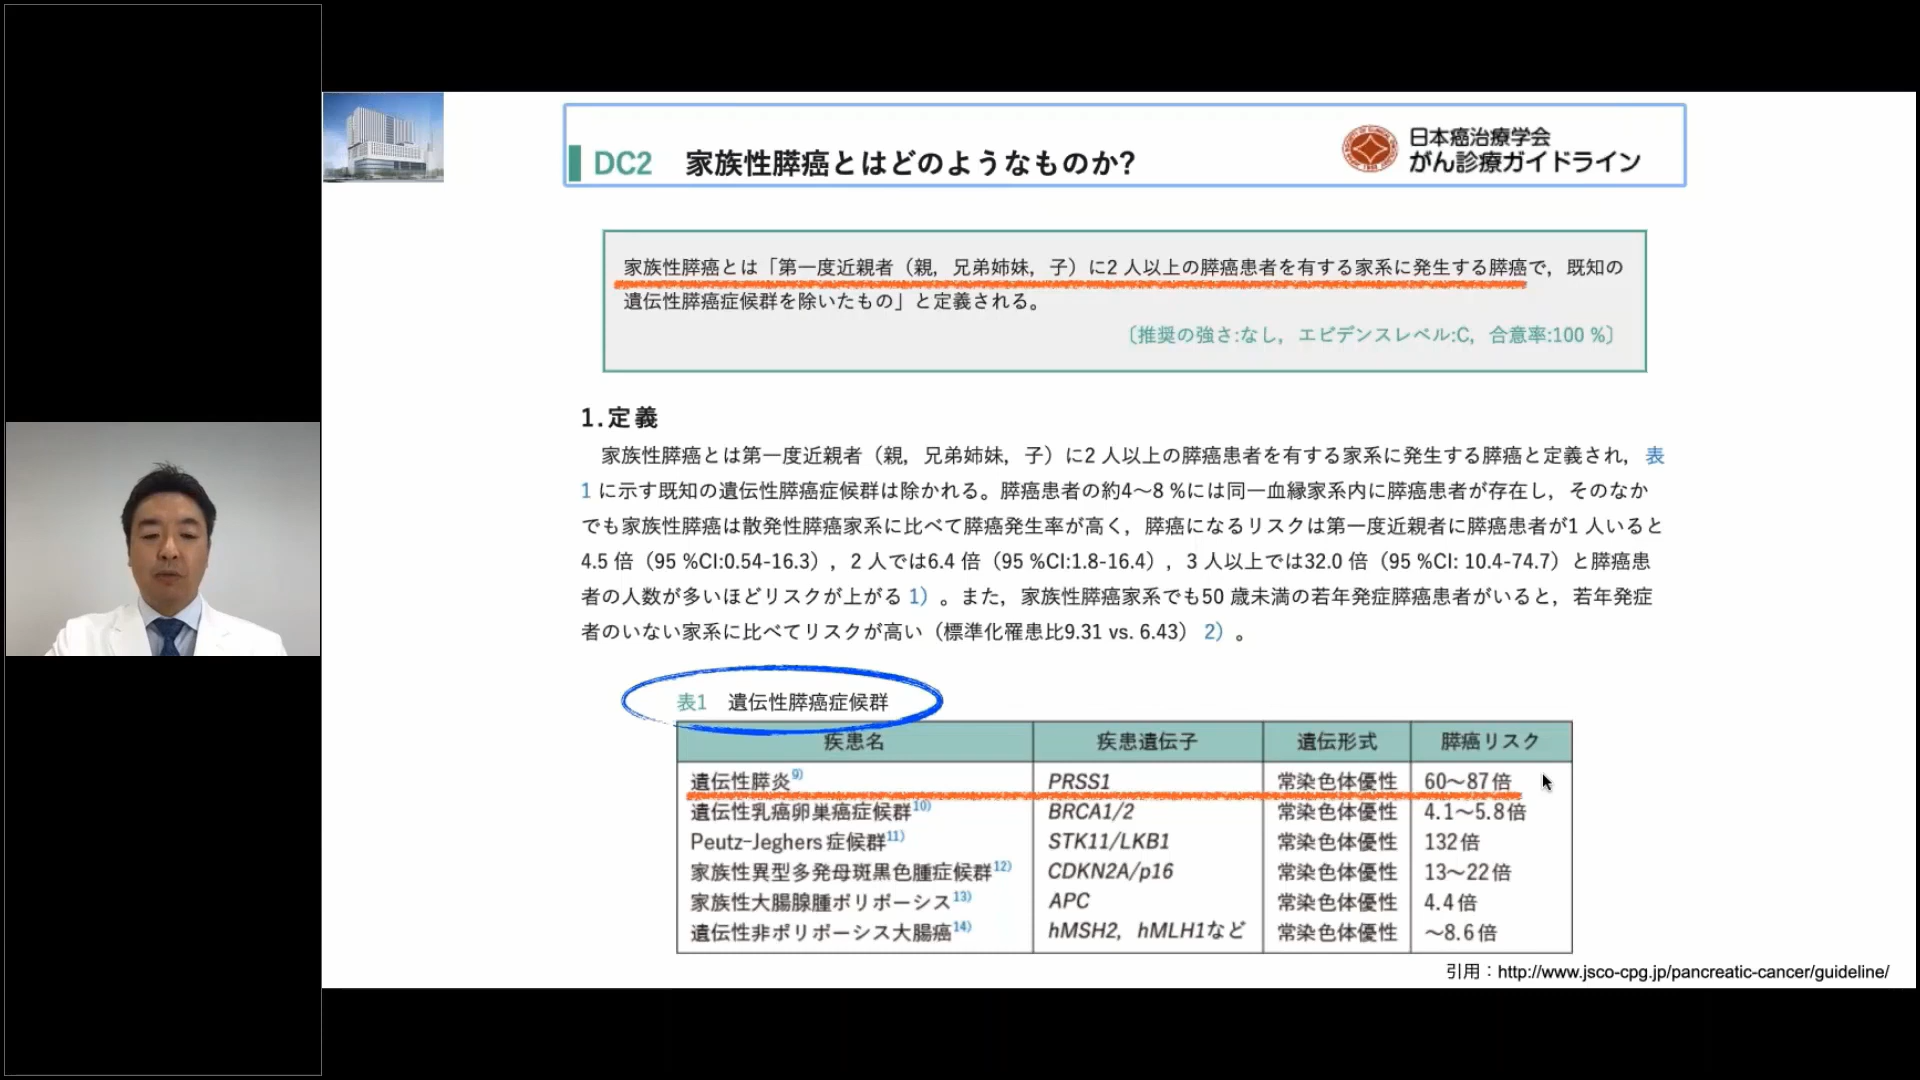 DC2 家族性膵癌とはどのようなものか?
日本癌治療学会
がん診療ガイドライン
家族性膵癌とは「第一度近親者（親，兄弟姉妹，子）に2 人以上の膵癌患者を有する家系に発生する膵癌で，既知の
遺伝性膵癌症候群を除いたもの」と定義される。
〔推奨の強さ:なし，エビデンスレベル:C，合意率:100 %〕
1.定義
家族性膵癌とは第一度近親者（親，兄弟姉妹，子）に2 人以上の膵癌患者を有する家系に発生する膵癌と定義され，表
1 に示す既知の遺伝性膵癌症候群は除かれる。膵癌患者の約4〜8 %には同一血縁家系内に膵癌患者が存在し，そのなか
でも家族性膵癌は散発性膵癌家系に比べて膵癌発生率が高く，膵癌になるリスクは第一度近親者に膵癌患者が1 人いると
4.5 倍（95 %CI:0.54-16.3），2 人では6.4 倍（95 %CI:1.8-16.4），3 人以上では32.0 倍（95 %CI: 10.4-74.7）と膵癌患
者の人数が多いほどリスクが上がる 1）。また，家族性膵癌家系でも50 歳未満の若年発症膵癌患者がいると，若年発症
者のいない家系に比べてリスクが高い（標準化罹患比9.31 vs. 6.43） 2）。
表1 遺伝性膵癌症候群
疾患名 疾患遺伝子 遺伝形式 膵癌リスク
遺伝性膵炎9) PRSS1 常染色体優性 60〜87倍
遺伝性乳癌卵巣癌症候群10) BRCA1/2 常染色体優性 4.1〜5.8倍
Peutz-Jeghers症候群11) STK11/LKB1 常染色体優性 132倍
家族性異型多発母斑黒色腫症候群12) CDKN2A/p16 常染色体優性 13〜22倍
家族性大腸腺腫ポリポーシス13) APC 常染色体優性 4.4倍
遺伝性非ポリポーシス大腸癌14) hMSH2，hMLH1など 常染色体優性 〜8.6倍
引用：http://www.jsco-cpg.jp/pancreatic-cancer/guideline/